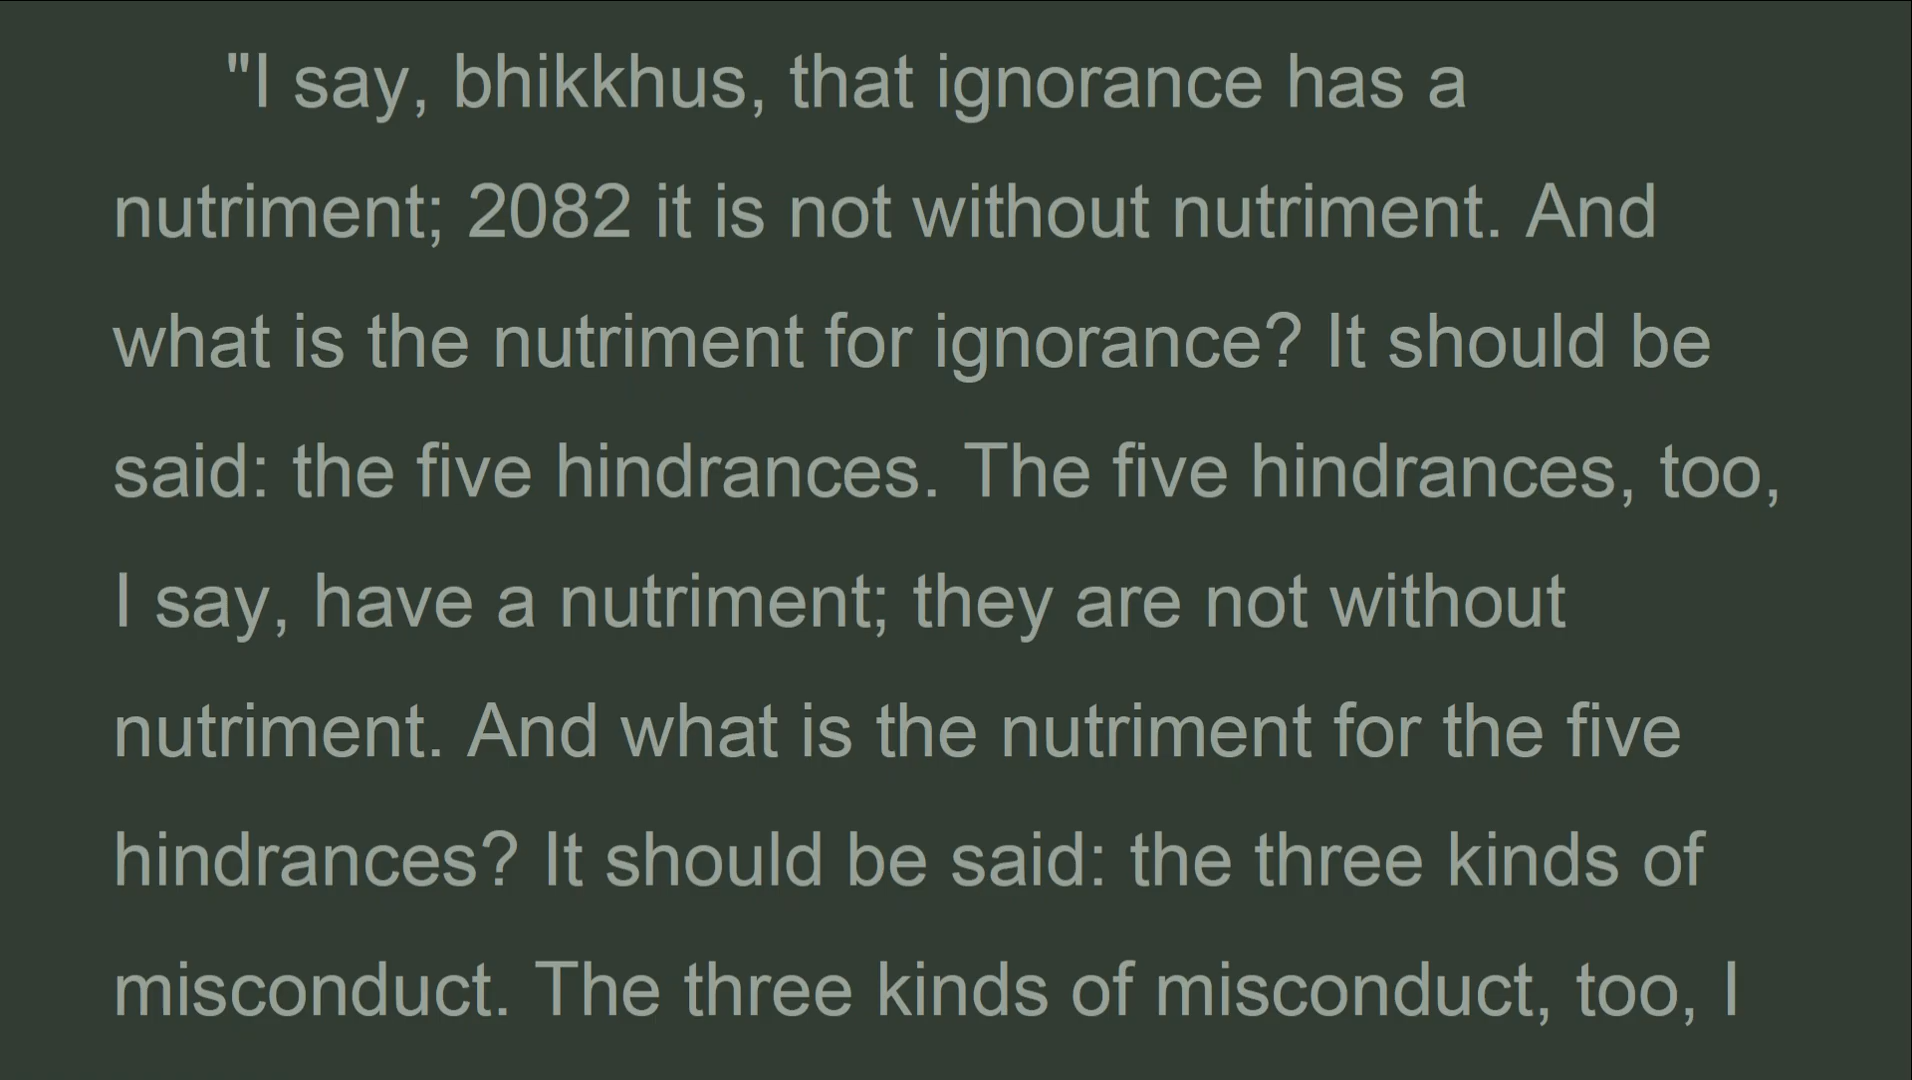 "I say, bhikkhus, that ignorance has a
nutriment; 2082 it is not without nutriment. And
what is the nutriment for ignorance? It should be
said: the five hindrances. The five hindrances, too,
I say, have a nutriment; they are not without
nutriment. And what is the nutriment for the five
hindrances? It should be said: the three kinds of
misconduct. The three kinds of misconduct, too, I